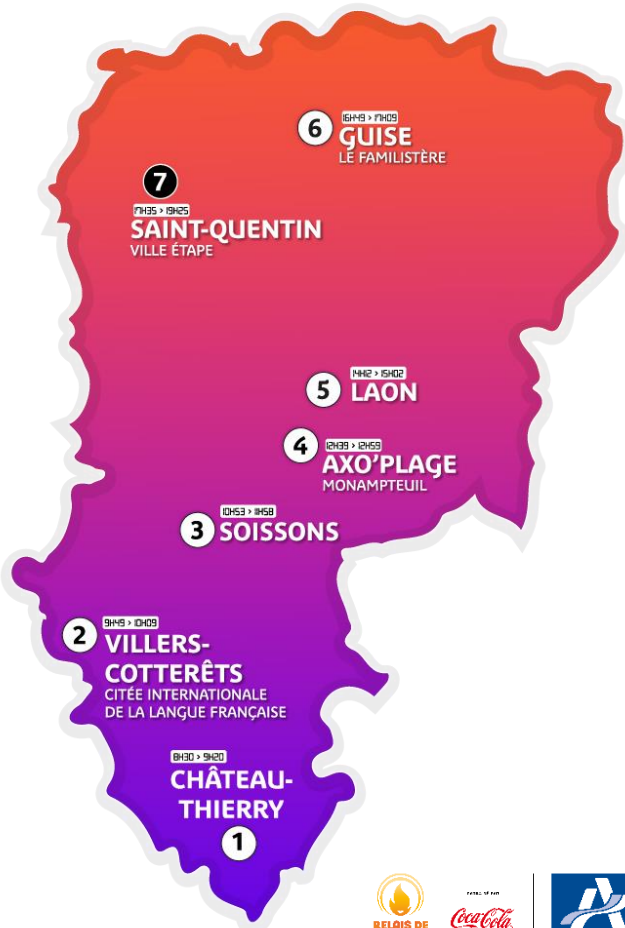 16H49 > 17H09
6 GUISE
LE FAMILISTÈRE
7
17H35 > 19H25
SAINT-QUENTIN
VILLE ÉTAPE
14H12 > 15H02
5 LAON
4
12H39 > 12H59
AXO'PLAGE
MONAMPTEUIL
10H53 > 11H58
3 SOISSONS
9H49 > 10H09
2 VILLERS-
COTTERÊTS
CITÉE INTERNATIONALE
DE LA LANGUE FRANÇAISE
8H30 > 9H20
CHÂTEAU-
THIERRY
1
RELAIS DE
Coca-Cola